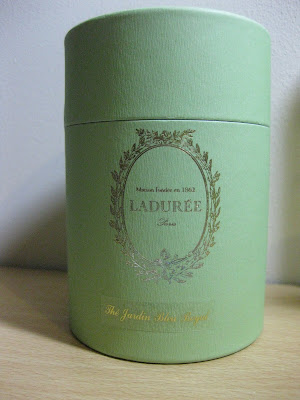 Maison Fondée en 1862
LADURÉE
Paris
Thé Jardin Bleu Royal